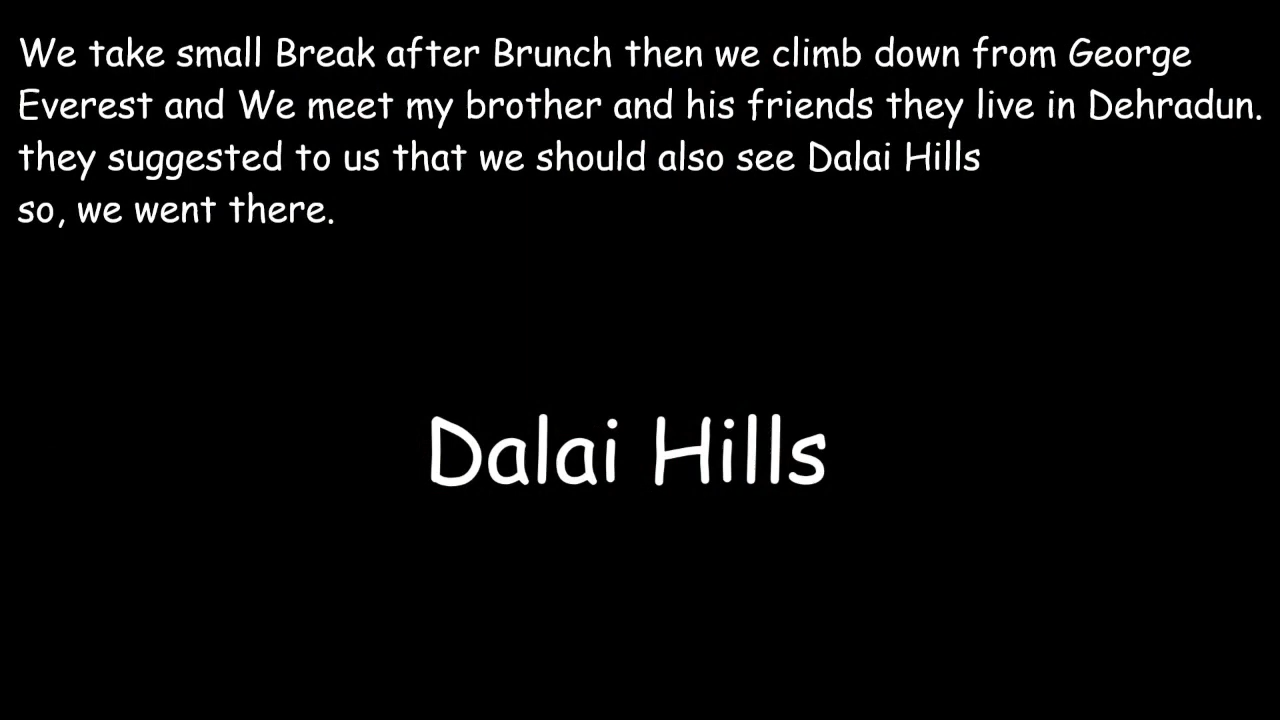 We take small Break after Brunch then we climb down from George
Everest and We meet my brother and his friends they live in Dehradun.
they suggested to us that we should also see Dalai Hills
so, we went there.
Dalai Hills